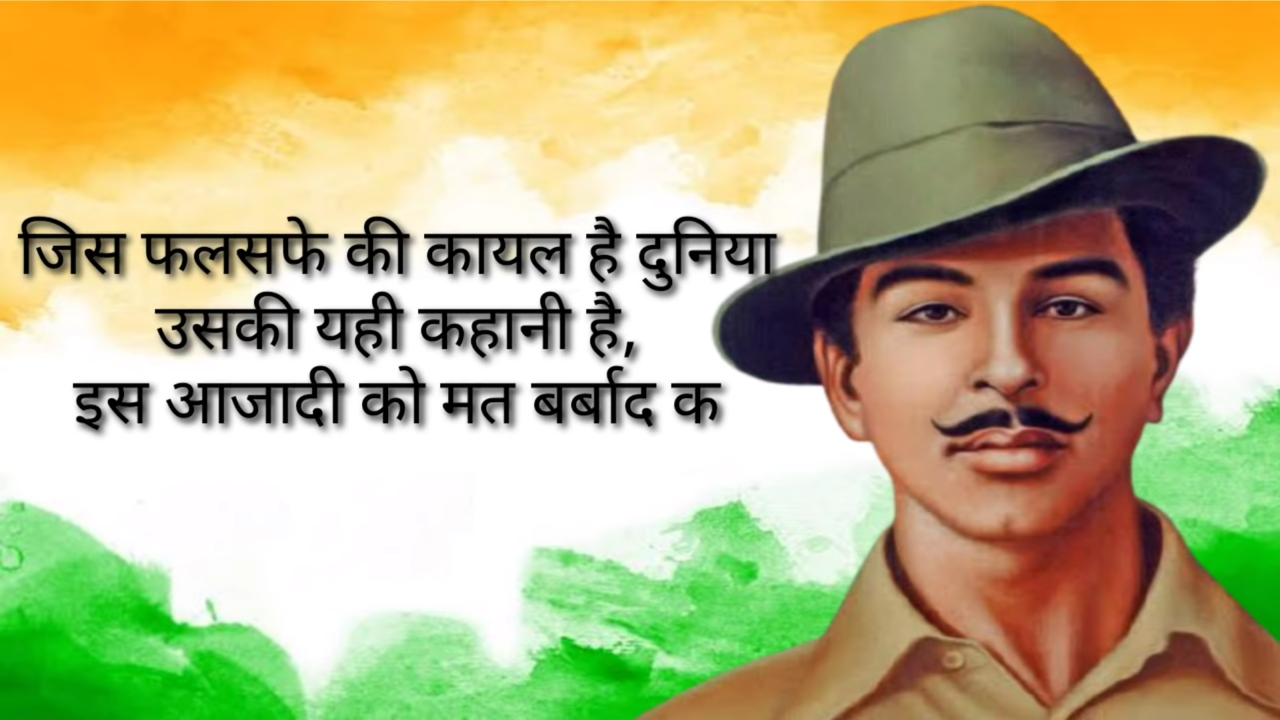 जिस फलसफे की कायल है दुनिया
उसकी यही कहानी है,
इस आजादी को मत बर्बाद क